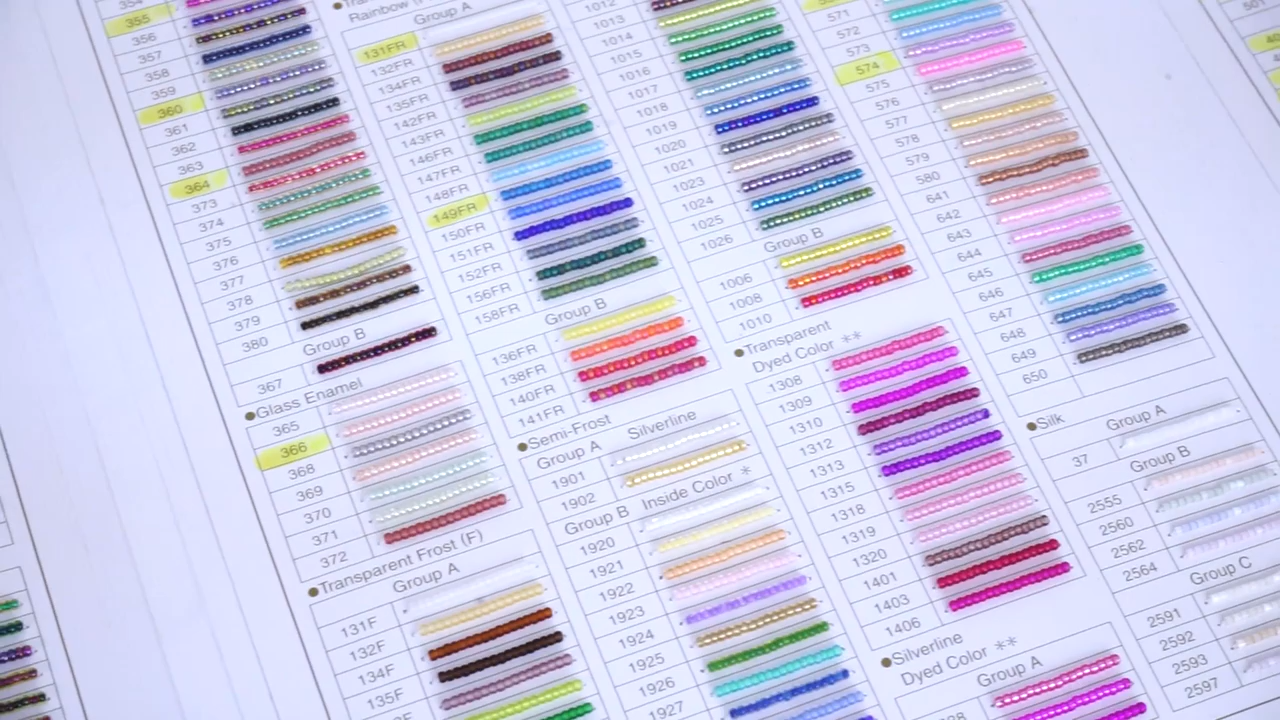 354
355
356
357
358
359
360
361
362
363
364
373
374
375
376
377
378
379
380
Group B
367
Glass Enamel
365
366
368
369
370
371
372
Transparent Frost (F)
Group A
131F
132F
134F
135F
Rainbow
Group A
131FR
132FR
134FR
135FR
142FR
143FR
146FR
147FR
148FR
149FR
150FR
151FR
152FR
156FR
158FR
Group B
136FR
138FR
140FR
141FR
Semi-Frost
Group A Silverline
1901
1902
Group B Inside Color *
1920
1921
1922
1923
1924
1925
1926
1927
1012
1013
1014
1015
1016
1017
1018
1019
1020
1021
1023
1024
1025
1026
Group B
1006
1008
1010
Transparent
Dyed Color **
1308
1309
1310
1312
1313
1315
1318
1319
1320
1401
1403
1406
Silverline
Dyed Color **
Group A
571
572
573
574
575
576
577
578
579
580
641
642
643
644
645
646
647
648
649
650
Silk
Group A
37
Group B
2555
2560
2562
2564
Group C
2591
2592
2593
2597
501